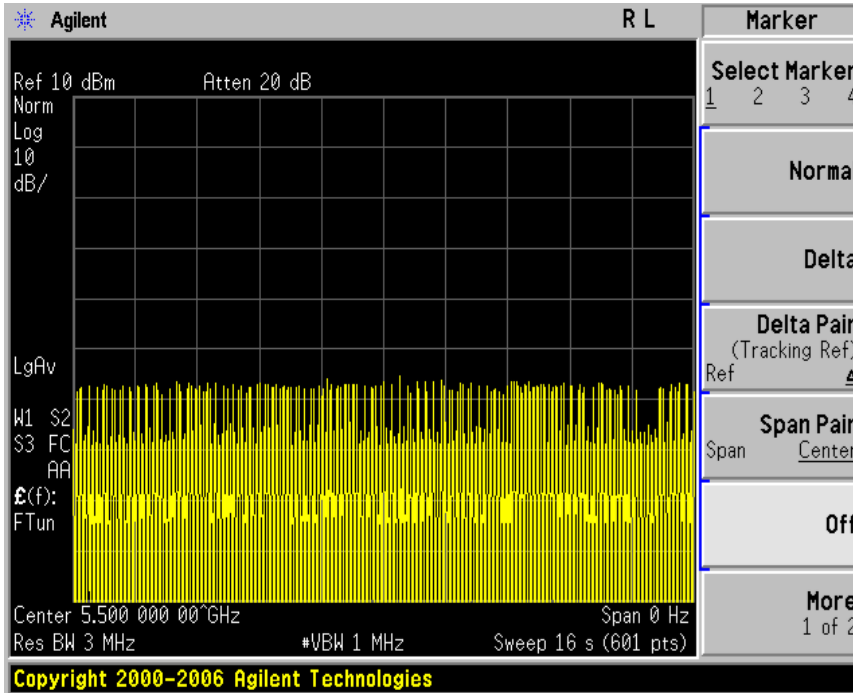 Agilent
R L
Marker
Ref 10 dBm
Atten 20 dB
Norm
Log
10
dB/
LgAv
W1 S2
S3 FC
AA
£(f):
FTun
Center 5.500 000 00^GHz
Span 0 Hz
Res BW 3 MHz
#VBW 1 MHz
Sweep 16 s (601 pts)
Copyright 2000-2006 Agilent Technologies
Select Marker
1 2 3 4
Norma
Delta
Delta Pair
(Tracking Ref)
Ref Δ
Span Pair
Span Center
Off
More
1 of 2